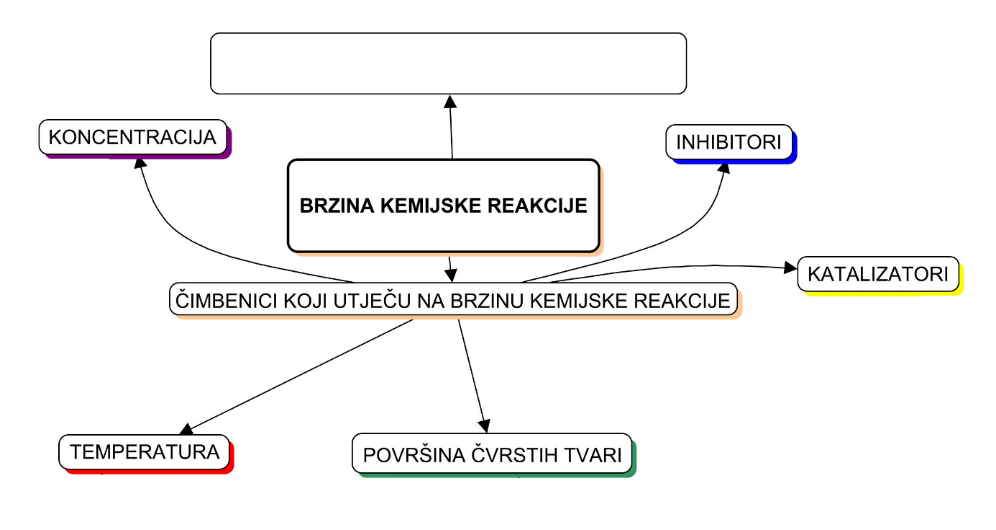 KONCENTRACIJA
INHIBITORI
BRZINA KEMIJSKE REAKCIJE
KATALIZATORI
ČIMBENICI KOJI UTJEČU NA BRZINU KEMIJSKE REAKCIJE
TEMPERATURA
POVRŠINA ČVRSTIH TVARI